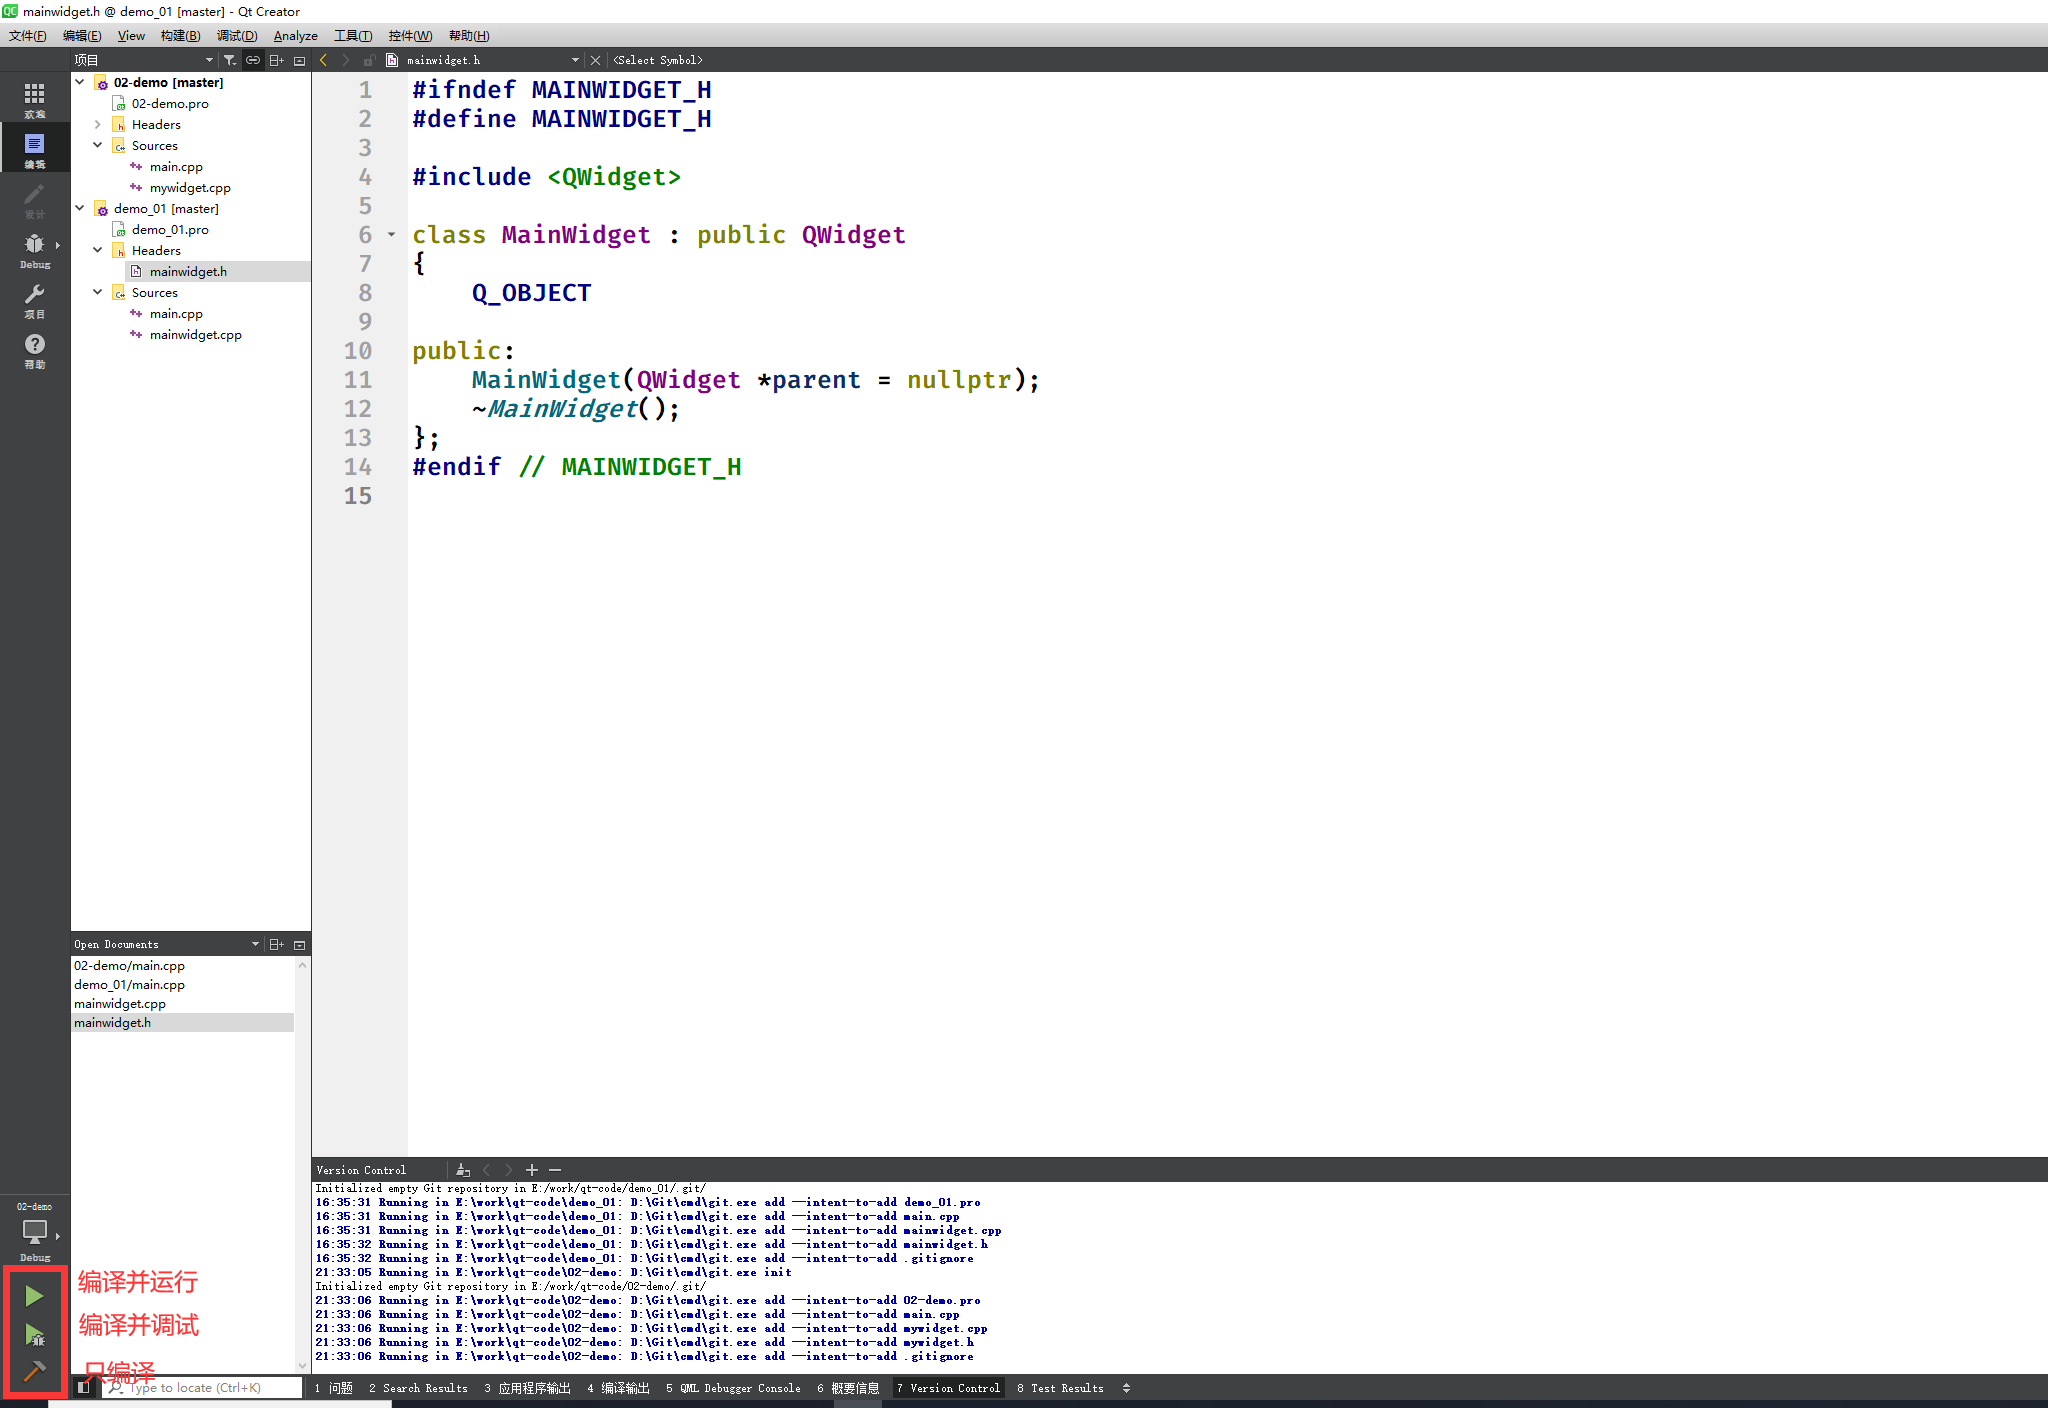 mainwidget.h @ demo_01 [master] - Qt Creator
文件(F) 编辑(E) View 构建(B) 调试(D) Analyze 工具(T) 控件(W) 帮助(H)
项目
mainwidget.h
<Select Symbol>
欢迎
编辑
设计
Debug
项目
帮助
02-demo [master]
02-demo.pro
Headers
Sources
main.cpp
mywidget.cpp
demo_01 [master]
demo_01.pro
Headers
mainwidget.h
Sources
main.cpp
mainwidget.cpp
1 #ifndef MAINWIDGET_H
2 #define MAINWIDGET_H
3
4 #include <QWidget>
5
6 class MainWidget : public QWidget
7 {
8 Q_OBJECT
9
10 public:
11 MainWidget(QWidget *parent = nullptr);
12 ~MainWidget();
13 };
14 #endif // MAINWIDGET_H
15
Open Documents
02-demo/main.cpp
demo_01/main.cpp
mainwidget.cpp
mainwidget.h
02-demo
Debug
编译并运行
编译并调试
只编译
Type to locate (Ctrl+K)
Version Control
Initialized empty Git repository in E:/work/qt-code/demo_01/.git/
16:35:31 Running in E:\work\qt-code\demo_01: D:\Git\cmd\git.exe add --intent-to-add demo_01.pro
16:35:31 Running in E:\work\qt-code\demo_01: D:\Git\cmd\git.exe add --intent-to-add main.cpp
16:35:31 Running in E:\work\qt-code\demo_01: D:\Git\cmd\git.exe add --intent-to-add mainwidget.cpp
16:35:32 Running in E:\work\qt-code\demo_01: D:\Git\cmd\git.exe add --intent-to-add mainwidget.h
16:35:32 Running in E:\work\qt-code\demo_01: D:\Git\cmd\git.exe add --intent-to-add .gitignore
21:33:05 Running in E:\work\qt-code\02-demo: D:\Git\cmd\git.exe init
Initialized empty Git repository in E:/work/qt-code/02-demo/.git/
21:33:06 Running in E:\work\qt-code\02-demo: D:\Git\cmd\git.exe add --intent-to-add 02-demo.pro
21:33:06 Running in E:\work\qt-code\02-demo: D:\Git\cmd\git.exe add --intent-to-add main.cpp
21:33:06 Running in E:\work\qt-code\02-demo: D:\Git\cmd\git.exe add --intent-to-add mywidget.cpp
21:33:06 Running in E:\work\qt-code\02-demo: D:\Git\cmd\git.exe add --intent-to-add mywidget.h
21:33:06 Running in E:\work\qt-code\02-demo: D:\Git\cmd\git.exe add --intent-to-add .gitignore
1 问题 2 Search Results 3 应用程序输出 4 编译输出 5 QML Debugger Console 6 概要信息 7 Version Control 8 Test Results